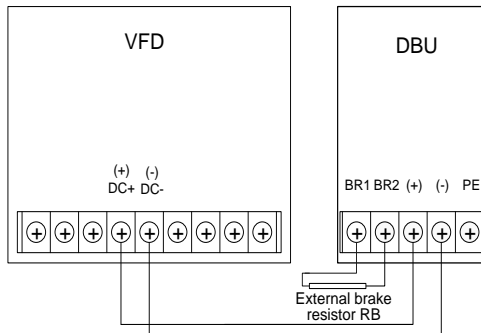 VFD
DBU
(+) (-)
DC+ DC-
BR1 BR2 (+) (-) PE
External brake
resistor RB